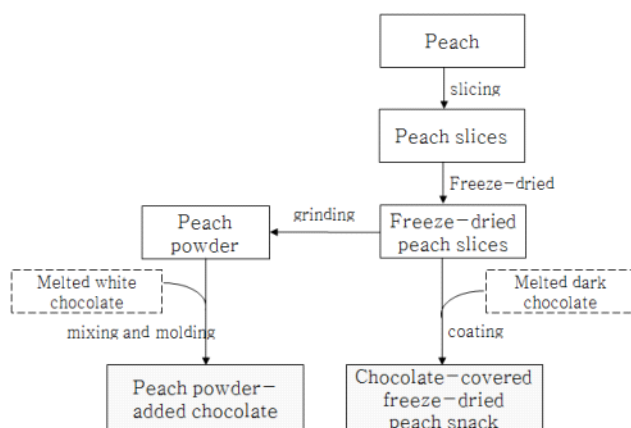 Peach
slicing
Peach slices
Freeze-dried
Peach
powder
grinding
Freeze-dried
peach slices
Melted white
chocolate
Melted dark
chocolate
mixing and molding
coating
Peach powder-
added chocolate
Chocolate-covered
freeze-dried
peach snack